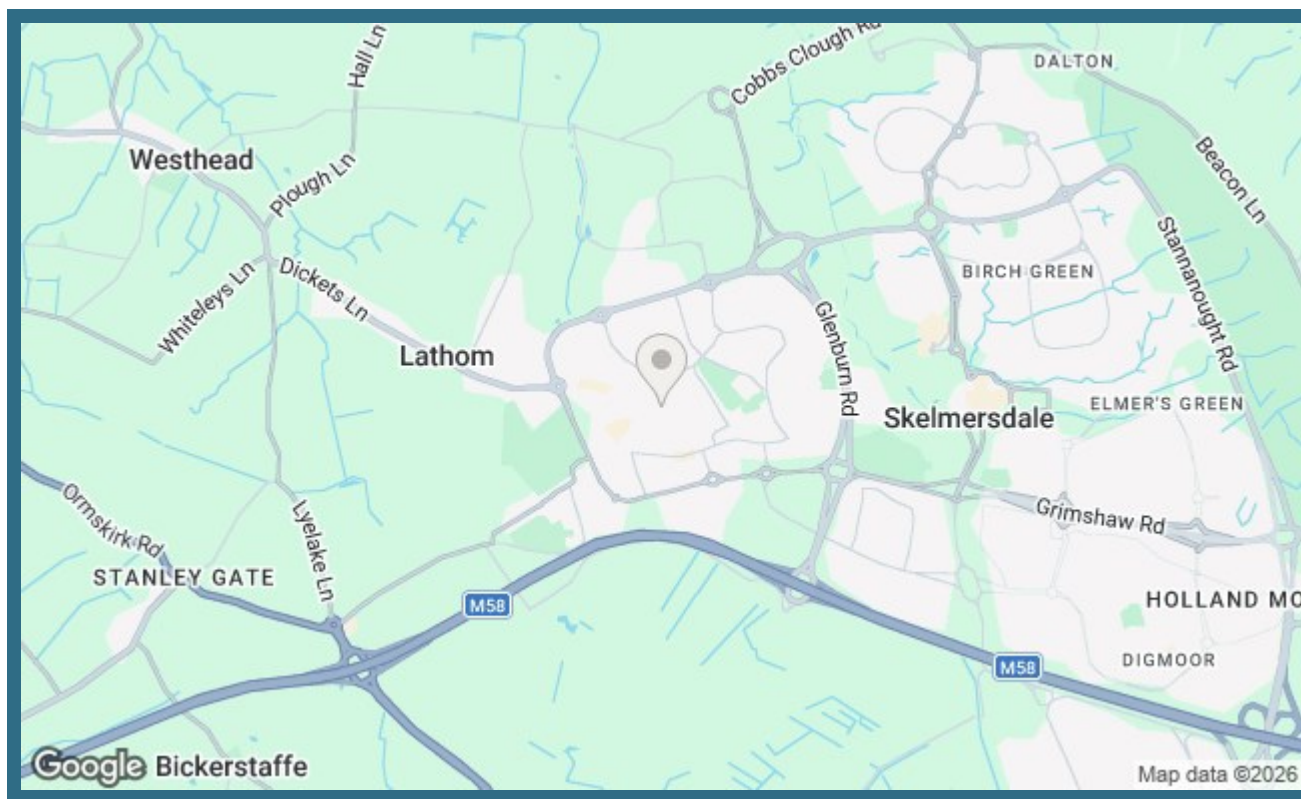 Cobbs Clough Rd
DALTON
Hall Ln
Westhead
Plough Ln
Beacon Ln
Stannanought Rd
BIRCH GREEN
Whiteleys Ln
Dickets Ln
Glenburn Rd
Lathom
ELMER'S GREEN
Skelmersdale
Ormskirk Rd
Lyelake Ln
Grimshaw Rd
STANLEY GATE
M58
HOLLAND MO
DIGMOOR
M58
Google
Bickerstaffe
Map data ©2026